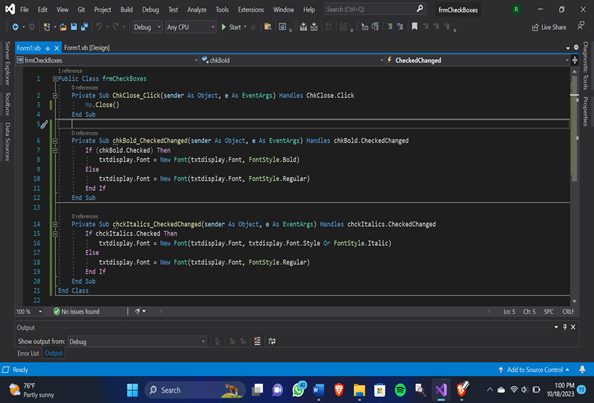 File Edit View Git Project Build Debug Test Analyze Tools Extensions Window Help Search (Ctrl+Q) frmCheckBoxes R
Debug Any CPU Start Live Share
Form1.vb Form1.vb [Design]
frmCheckBoxes chkBold CheckedChanged
1 reference
1 Public Class frmCheckBoxes
0 references
2 Private Sub ChkClose_Click(sender As Object, e As EventArgs) Handles ChkClose.Click
3 Me.Close()
4 End Sub
5
0 references
6 Private Sub chkBold_CheckedChanged(sender As Object, e As EventArgs) Handles chkBold.CheckedChanged
7 If (chkBold.Checked) Then
8 txtdisplay.Font = New Font(txtdisplay.Font, FontStyle.Bold)
9 Else
10 txtdisplay.Font = New Font(txtdisplay.Font, FontStyle.Regular)
11 End If
12 End Sub
13
0 references
14 Private Sub chckItalics_CheckedChanged(sender As Object, e As EventArgs) Handles chckItalics.CheckedChanged
15 If chckItalics.Checked Then
16 txtdisplay.Font = New Font(txtdisplay.Font, txtdisplay.Font.Style Or FontStyle.Italic)
17 Else
18 txtdisplay.Font = New Font(txtdisplay.Font, FontStyle.Regular)
19 End If
20 End Sub
21 End Class
22
Server Explorer
Toolbox
Data Sources
Diagnostic Tools
Properties
100 % No issues found Ln: 5 Ch: 5 SPC CRLF
Output
Show output from: Debug
Error List Output
Ready Add to Source Control
76°F
Partly sunny
Search
40
1:00 PM
10/18/2023